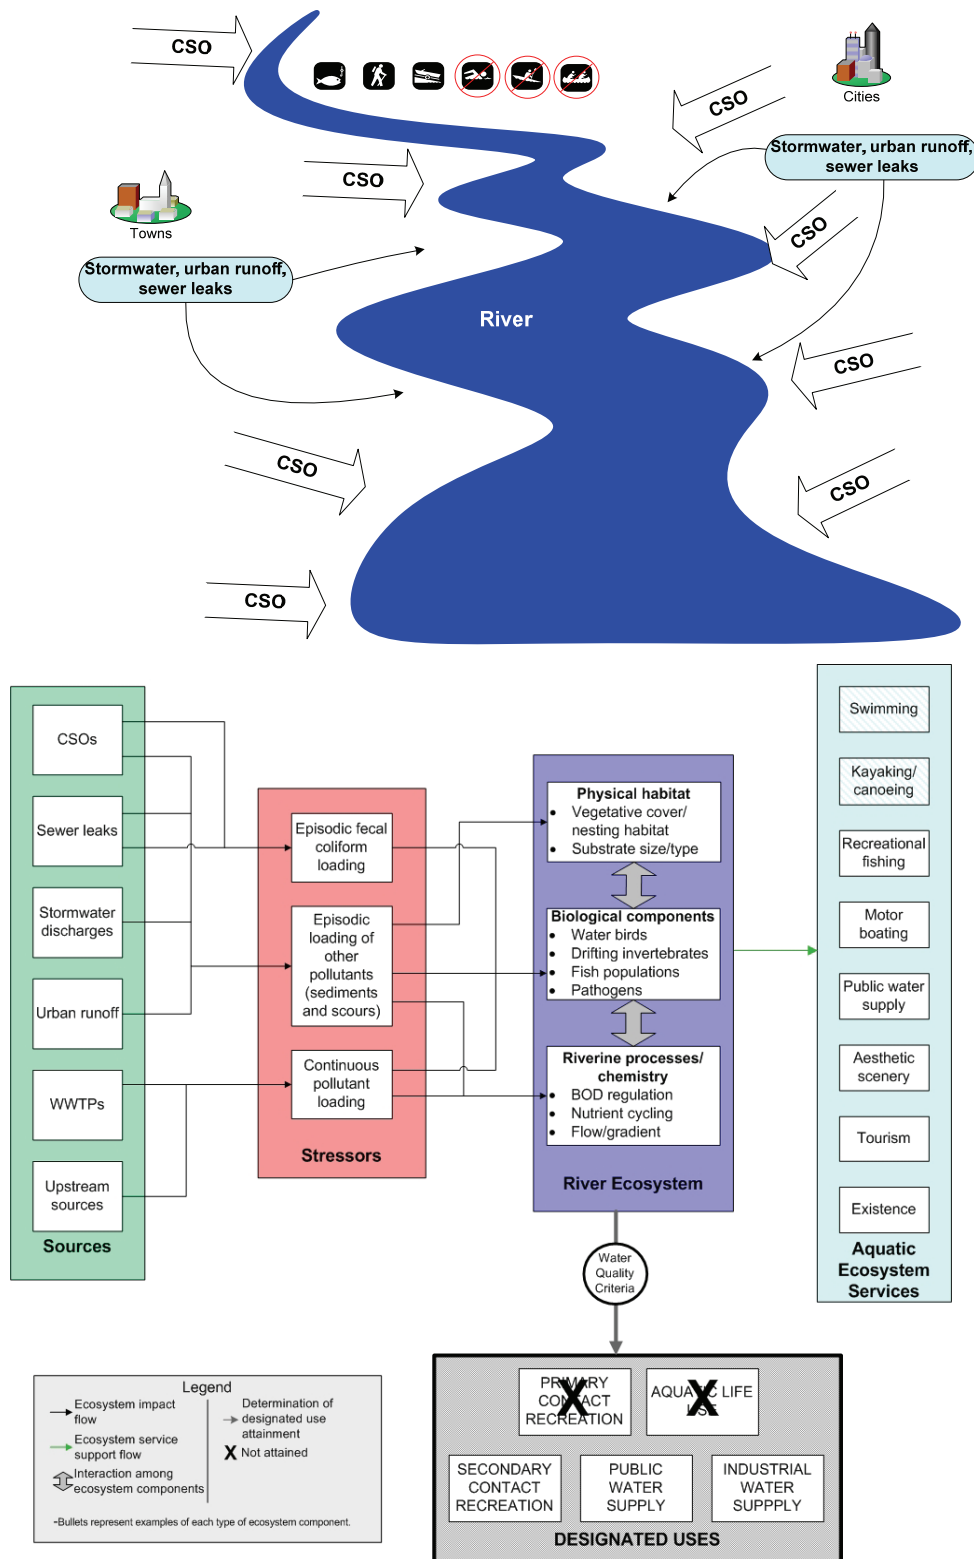 CSO
Cities
CSO
Stormwater, urban runoff,
sewer leaks
CSO
Towns
CSO
Stormwater, urban runoff,
sewer leaks
River
CSO
CSO
CSO
CSO
Sources
CSOs
Sewer leaks
Stormwater
discharges
Urban runoff
WWTPs
Upstream
sources
Stressors
Episodic fecal
coliform
loading
Episodic
loading of
other
pollutants
(sediments
and scours)
Continuous
pollutant
loading
Physical habitat
• Vegetative cover/
nesting habitat
• Substrate size/type
Biological components
• Water birds
• Drifting invertebrates
• Fish populations
• Pathogens
Riverine processes/
chemistry
• BOD regulation
• Nutrient cycling
• Flow/gradient
River Ecosystem
Swimming
Kayaking/
canoeing
Recreational
fishing
Motor
boating
Public water
supply
Aesthetic
scenery
Tourism
Existence
Aquatic
Ecosystem
Services
Water
Quality
Criteria
PRIMARY
CONTACT
RECREATION
X
AQUATIC LIFE
USE
X
SECONDARY
CONTACT
RECREATION
PUBLIC
WATER
SUPPLY
INDUSTRIAL
WATER
SUPPPLY
DESIGNATED USES
Legend
Ecosystem impact
flow
Ecosystem service
support flow
Interaction among
ecosystem components
Determination of
designated use
attainment
X Not attained
-Bullets represent examples of each type of ecosystem component.